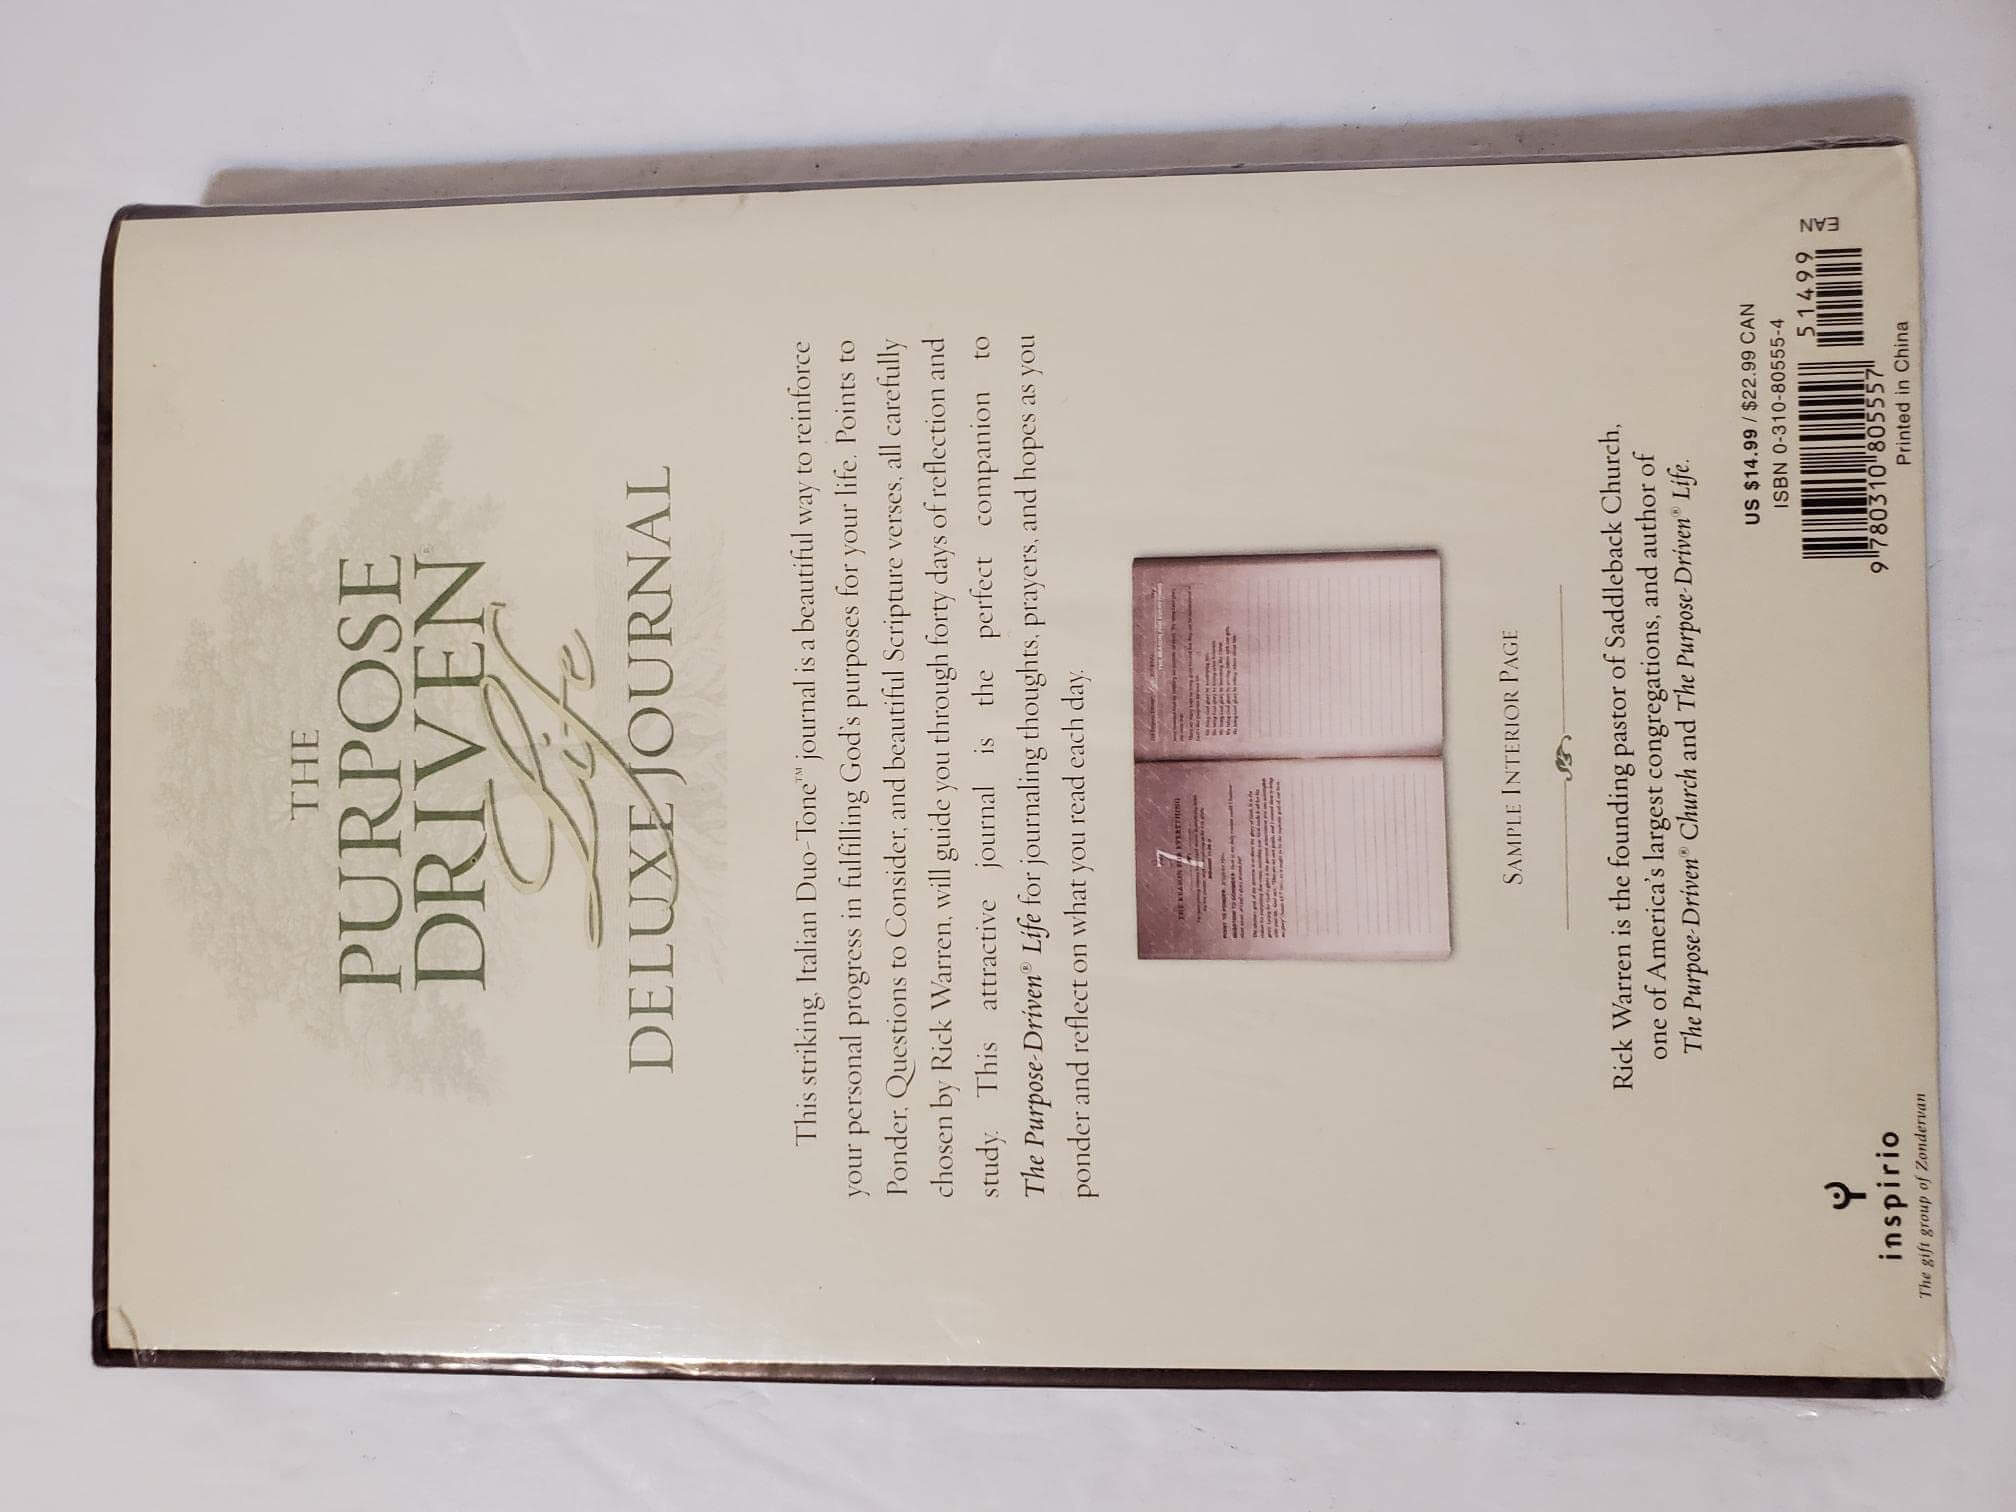 THE
PURPOSE
DRIVEN®
Life
DELUXE JOURNAL
This striking, Italian Duo-Tone™ journal is a beautiful way to reinforce
your personal progress in fulfilling God's purposes for your life. Points to
Ponder, Questions to Consider, and beautiful Scripture verses, all carefully
chosen by Rick Warren, will guide you through forty days of reflection and
study. This attractive journal is the perfect companion to
The Purpose-Driven® Life for journaling thoughts, prayers, and hopes as you
ponder and reflect on what you read each day.
7
THE REASON FOR EVERYTHING
SAMPLE INTERIOR PAGE
Rick Warren is the founding pastor of Saddleback Church,
one of America's largest congregations, and author of
The Purpose-Driven® Church and The Purpose-Driven® Life.
inspirio
The gift group of Zondervan
US $14.99 / $22.99 CAN
ISBN 0-310-80555-4
51499
EAN
9 780310 805557
Printed in China